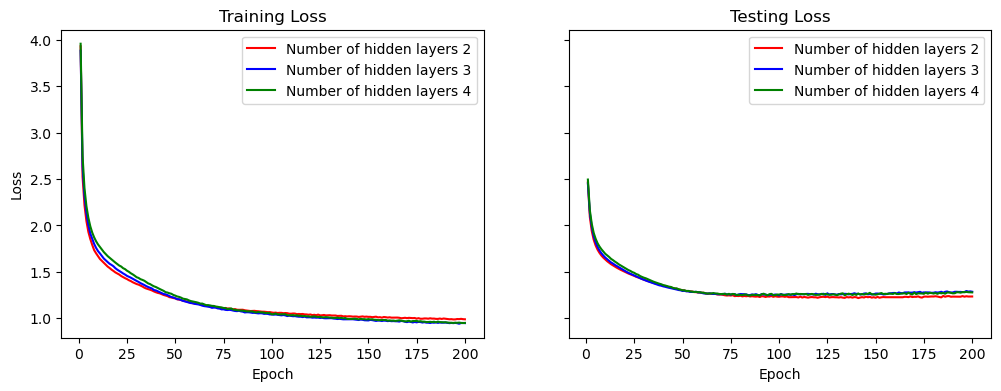 Training Loss
Testing Loss
Number of hidden layers 2
Number of hidden layers 3
Number of hidden layers 4
Number of hidden layers 2
Number of hidden layers 3
Number of hidden layers 4
4.0
3.5
3.0
2.5
2.0
1.5
1.0
Loss
0 25 50 75 100 125 150 175 200
0 25 50 75 100 125 150 175 200
Epoch
Epoch